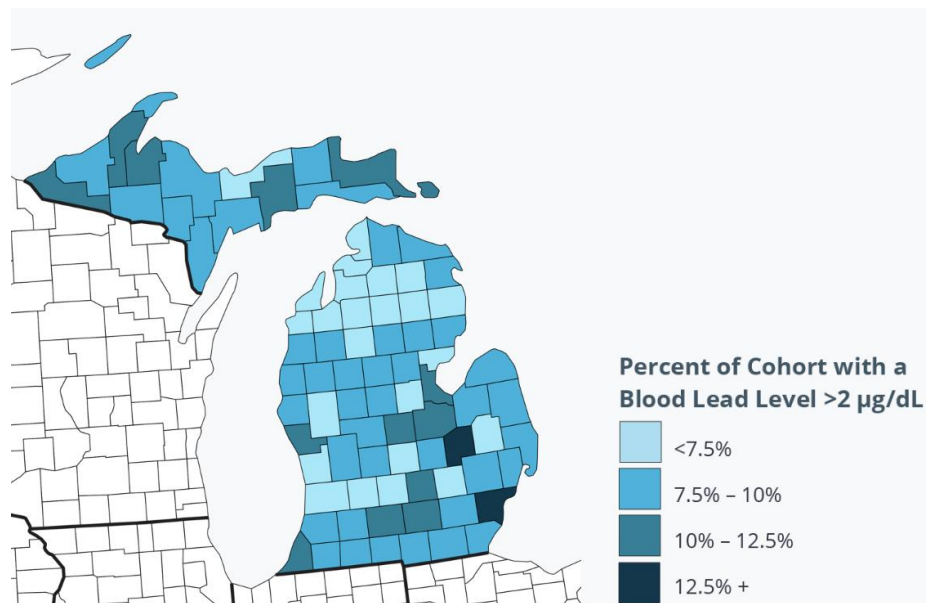 Percent of Cohort with a
Blood Lead Level >2 µg/dL
<7.5%
7.5% – 10%
10% – 12.5%
12.5% +